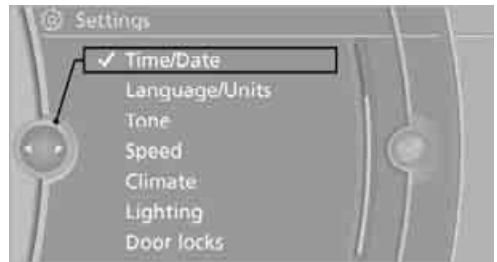 Settings
Time/Date
Language/Units
Tone
Speed
Climate
Lighting
Door locks